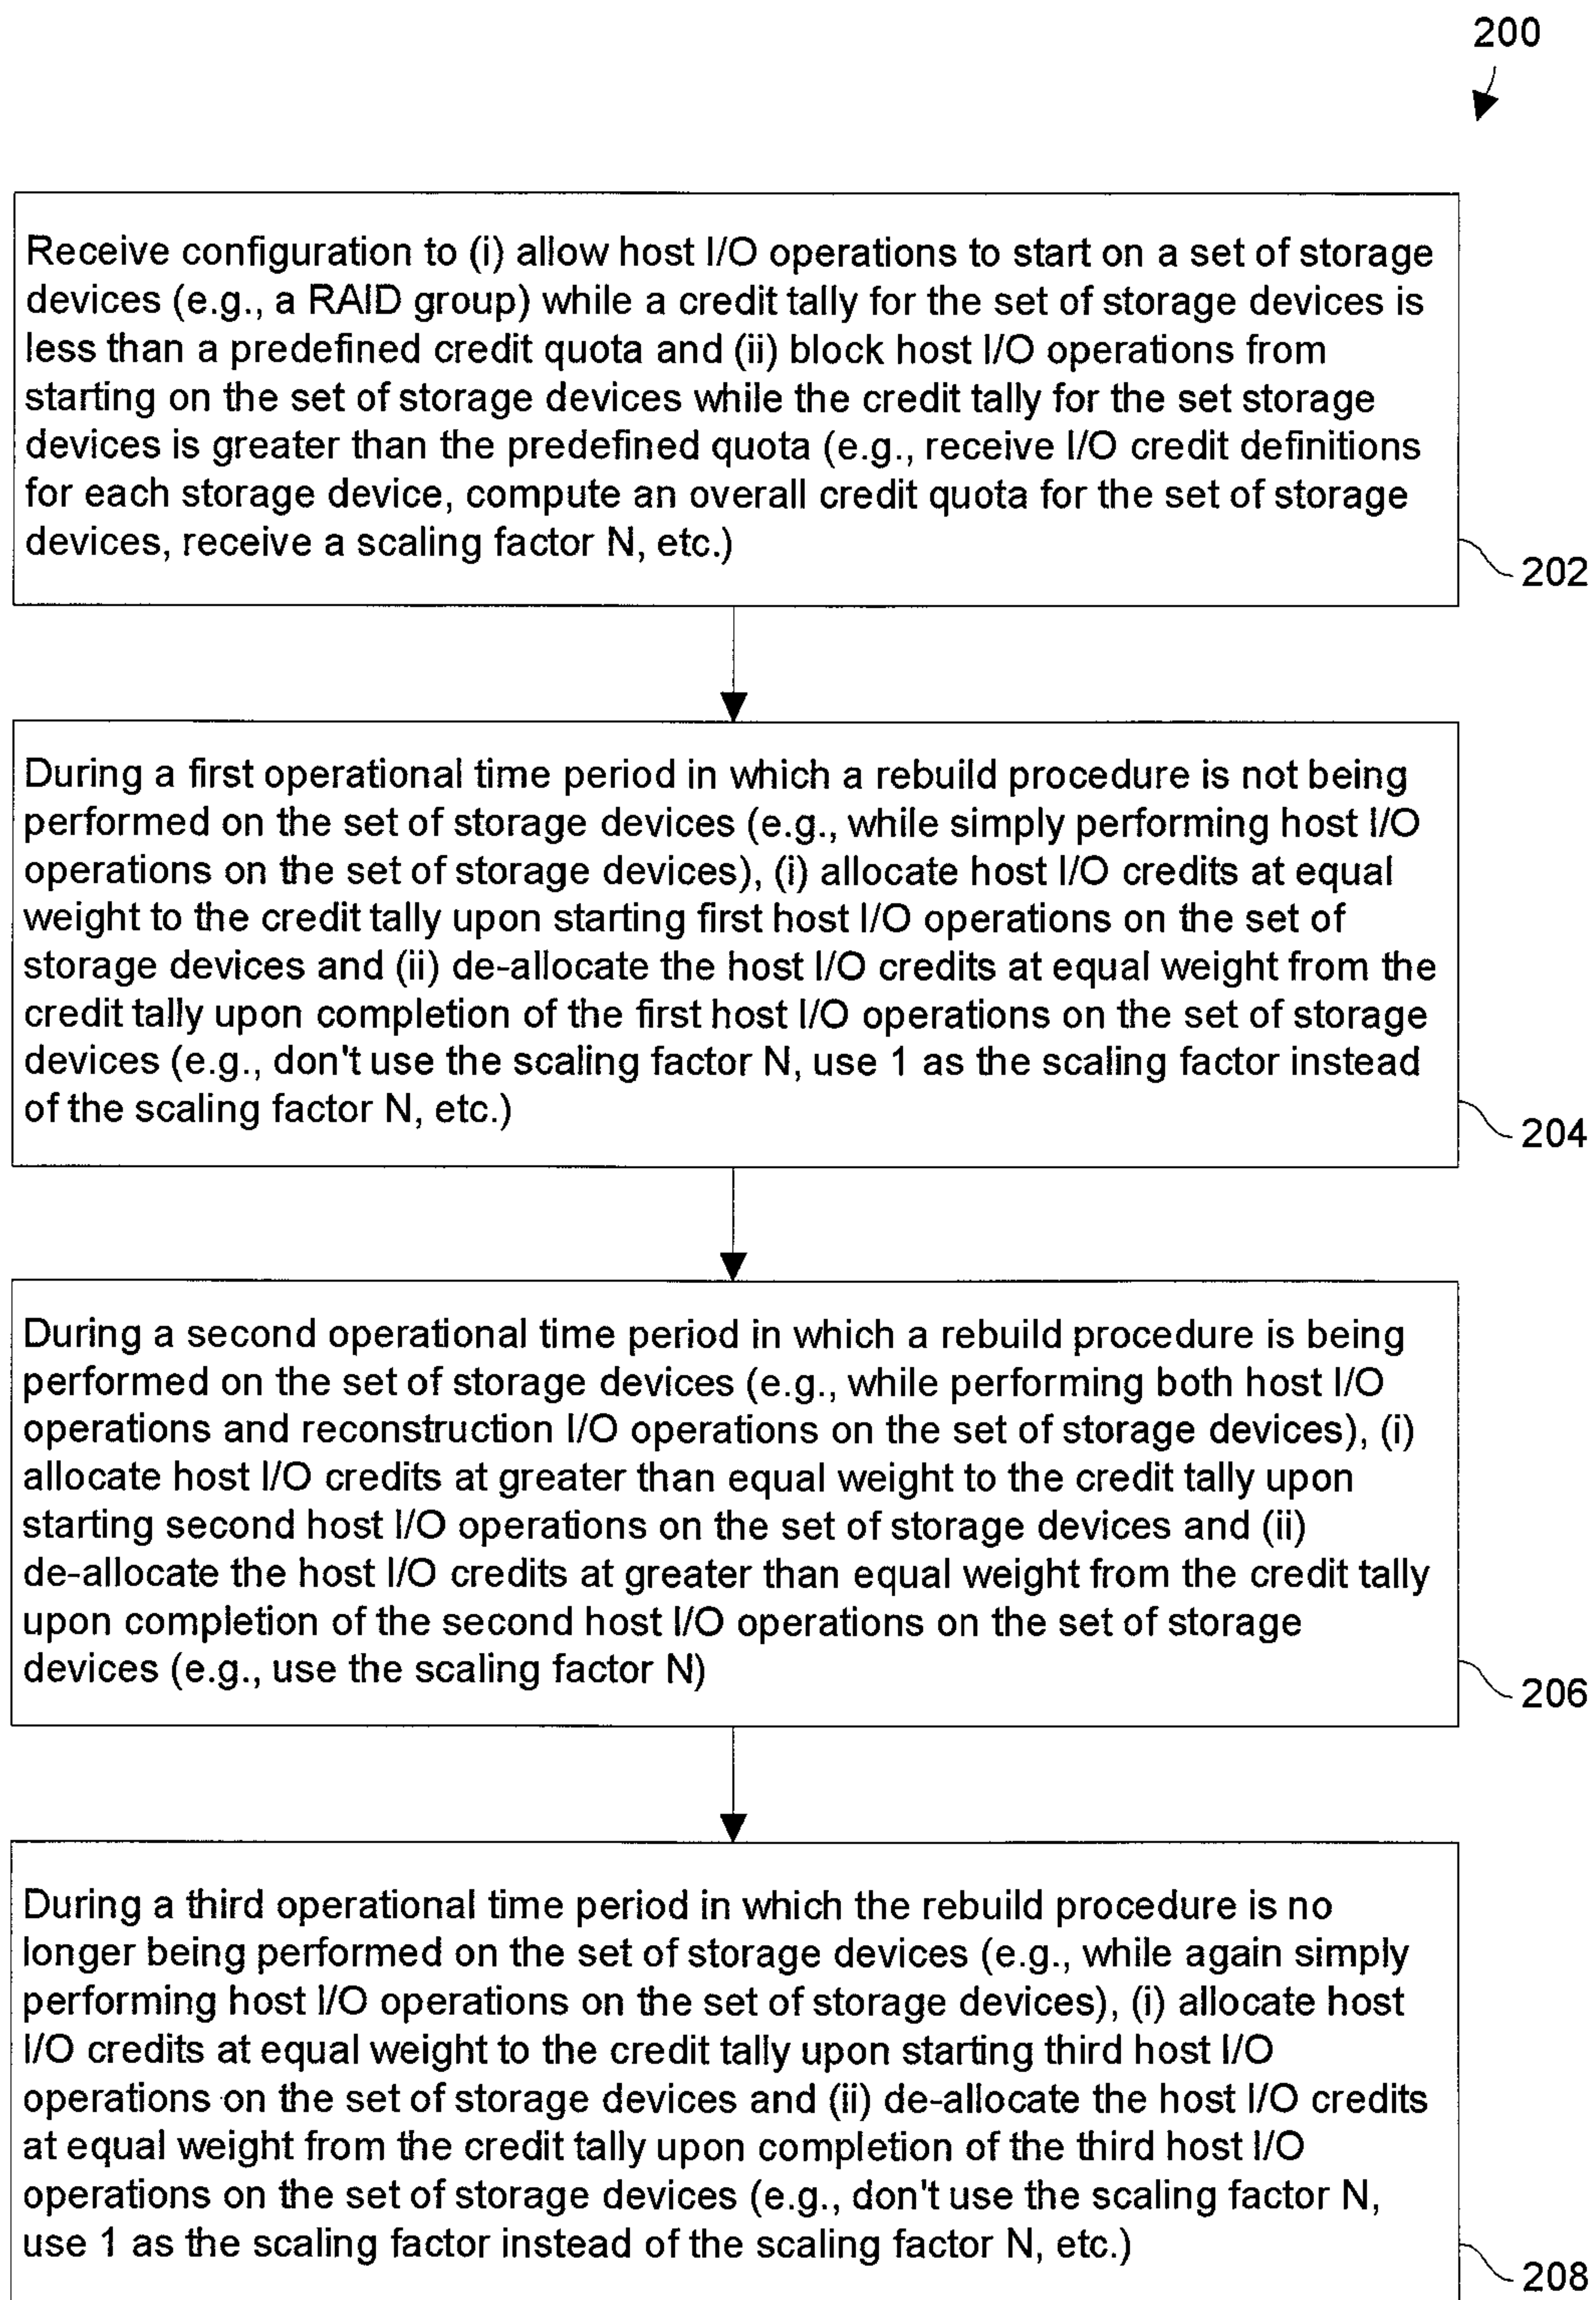 200
Receive configuration to (i) allow host I/O operations to start on a set of storage
devices (e.g., a RAID group) while a credit tally for the set of storage devices is
less than a predefined credit quota and (ii) block host I/O operations from
starting on the set of storage devices while the credit tally for the set storage
devices is greater than the predefined quota (e.g., receive I/O credit definitions
for each storage device, compute an overall credit quota for the set of storage
devices, receive a scaling factor N, etc.)
202
During a first operational time period in which a rebuild procedure is not being
performed on the set of storage devices (e.g., while simply performing host I/O
operations on the set of storage devices), (i) allocate host I/O credits at equal
weight to the credit tally upon starting first host I/O operations on the set of
storage devices and (ii) de-allocate the host I/O credits at equal weight from the
credit tally upon completion of the first host I/O operations on the set of storage
devices (e.g., don't use the scaling factor N, use 1 as the scaling factor instead
of the scaling factor N, etc.)
204
During a second operational time period in which a rebuild procedure is being
performed on the set of storage devices (e.g., while performing both host I/O
operations and reconstruction I/O operations on the set of storage devices), (i)
allocate host I/O credits at greater than equal weight to the credit tally upon
starting second host I/O operations on the set of storage devices and (ii)
de-allocate the host I/O credits at greater than equal weight from the credit tally
upon completion of the second host I/O operations on the set of storage
devices (e.g., use the scaling factor N)
206
During a third operational time period in which the rebuild procedure is no
longer being performed on the set of storage devices (e.g., while again simply
performing host I/O operations on the set of storage devices), (i) allocate host
I/O credits at equal weight to the credit tally upon starting third host I/O
operations on the set of storage devices and (ii) de-allocate the host I/O credits
at equal weight from the credit tally upon completion of the third host I/O
operations on the set of storage devices (e.g., don't use the scaling factor N,
use 1 as the scaling factor instead of the scaling factor N, etc.)
208